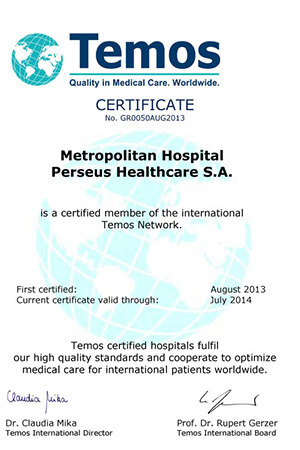 Temos
Quality in Medical Care. Worldwide.
CERTIFICATE
No. GR0050AUG2013
Metropolitan Hospital
Perseus Healthcare S.A.
is a certified member of the international
Temos Network.
First certified: August 2013
Current certificate valid through: July 2014
Temos certified hospitals fulfil
our high quality standards and cooperate to optimize
medical care for international patients worldwide.
Claudia Mika
Dr. Claudia Mika Prof. Dr. Rupert Gerzer
Temos International Director Temos International Board